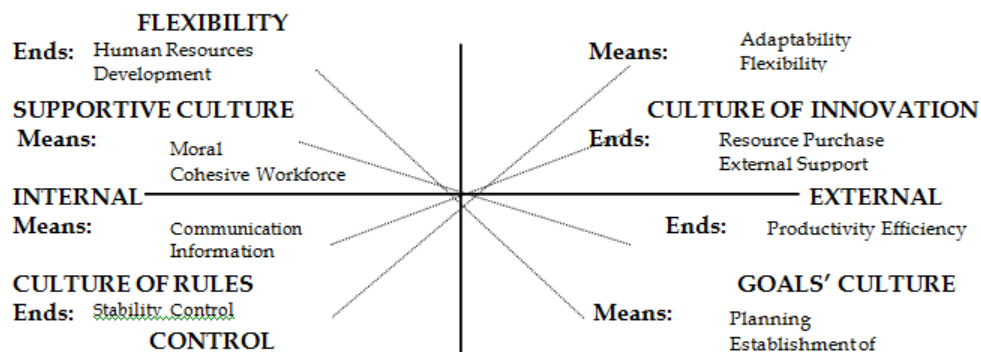 FLEXIBILITY
Ends: Human Resources
Development
Means: Adaptability
Flexibility
SUPPORTIVE CULTURE
Means: Moral
Cohesive Workforce
CULTURE OF INNOVATION
Ends: Resource Purchase
External Support
INTERNAL
EXTERNAL
Means: Communication
Information
Ends: Productivity Efficiency
CULTURE OF RULES
Ends: Stability Control
GOALS' CULTURE
Means: Planning
Establishment of
CONTROL